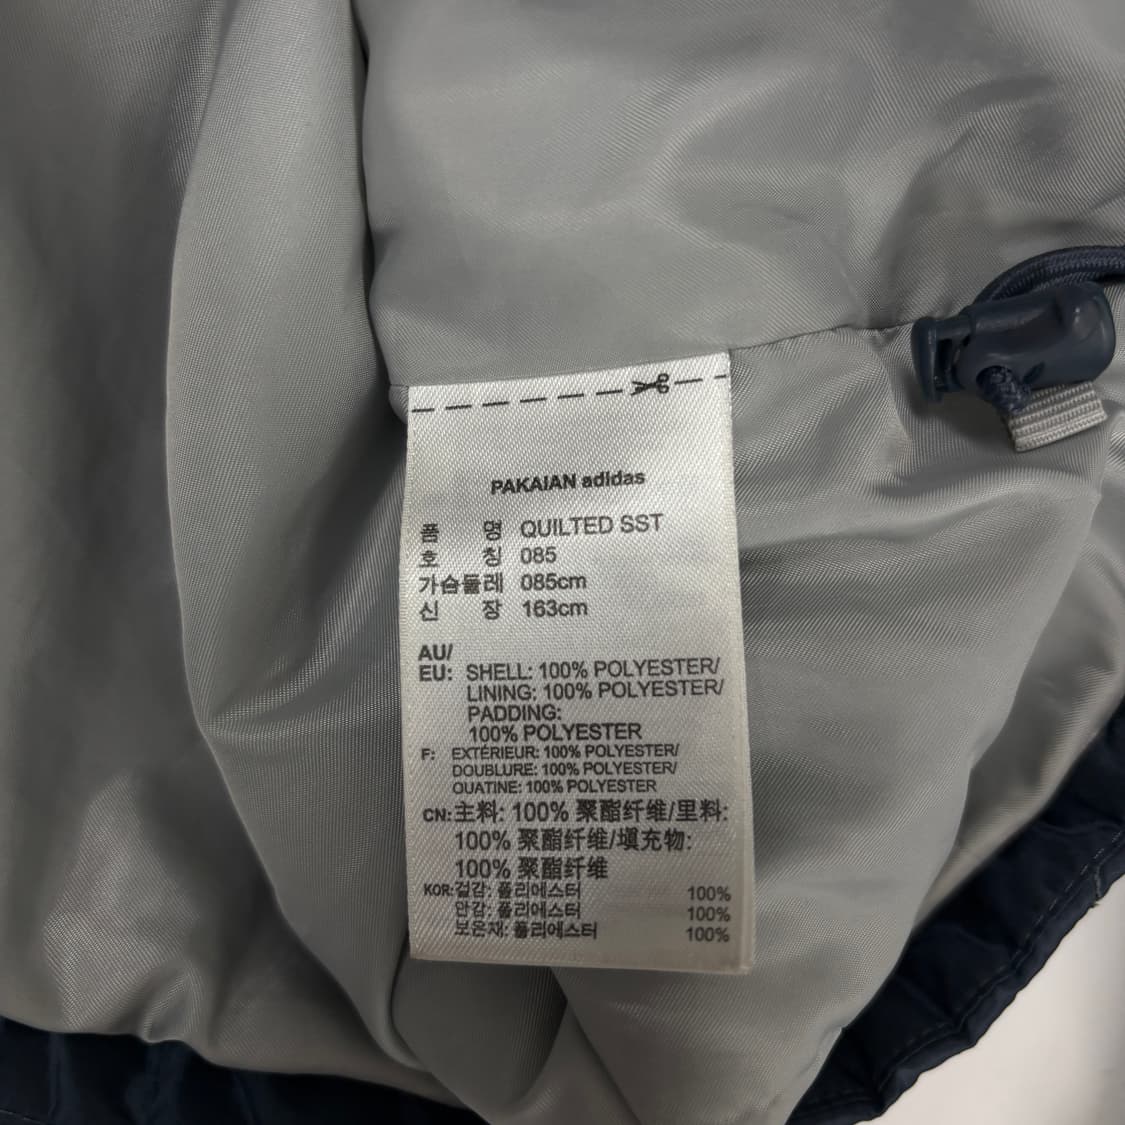 PAKAIAN adidas
품 명 QUILTED SST
호 칭 085
가슴둘레 085cm
신 장 163cm
AU/
EU: SHELL: 100% POLYESTER/
LINING: 100% POLYESTER/
PADDING:
100% POLYESTER
F: EXTÉRIEUR: 100% POLYESTER/
DOUBLURE: 100% POLYESTER/
OUATINE: 100% POLYESTER
CN: 主料: 100% 聚酯纤维/里料:
100% 聚酯纤维/填充物:
100% 聚酯纤维
KOR: 겉감: 폴리에스터 100%
안감: 폴리에스터 100%
보온재: 폴리에스터 100%